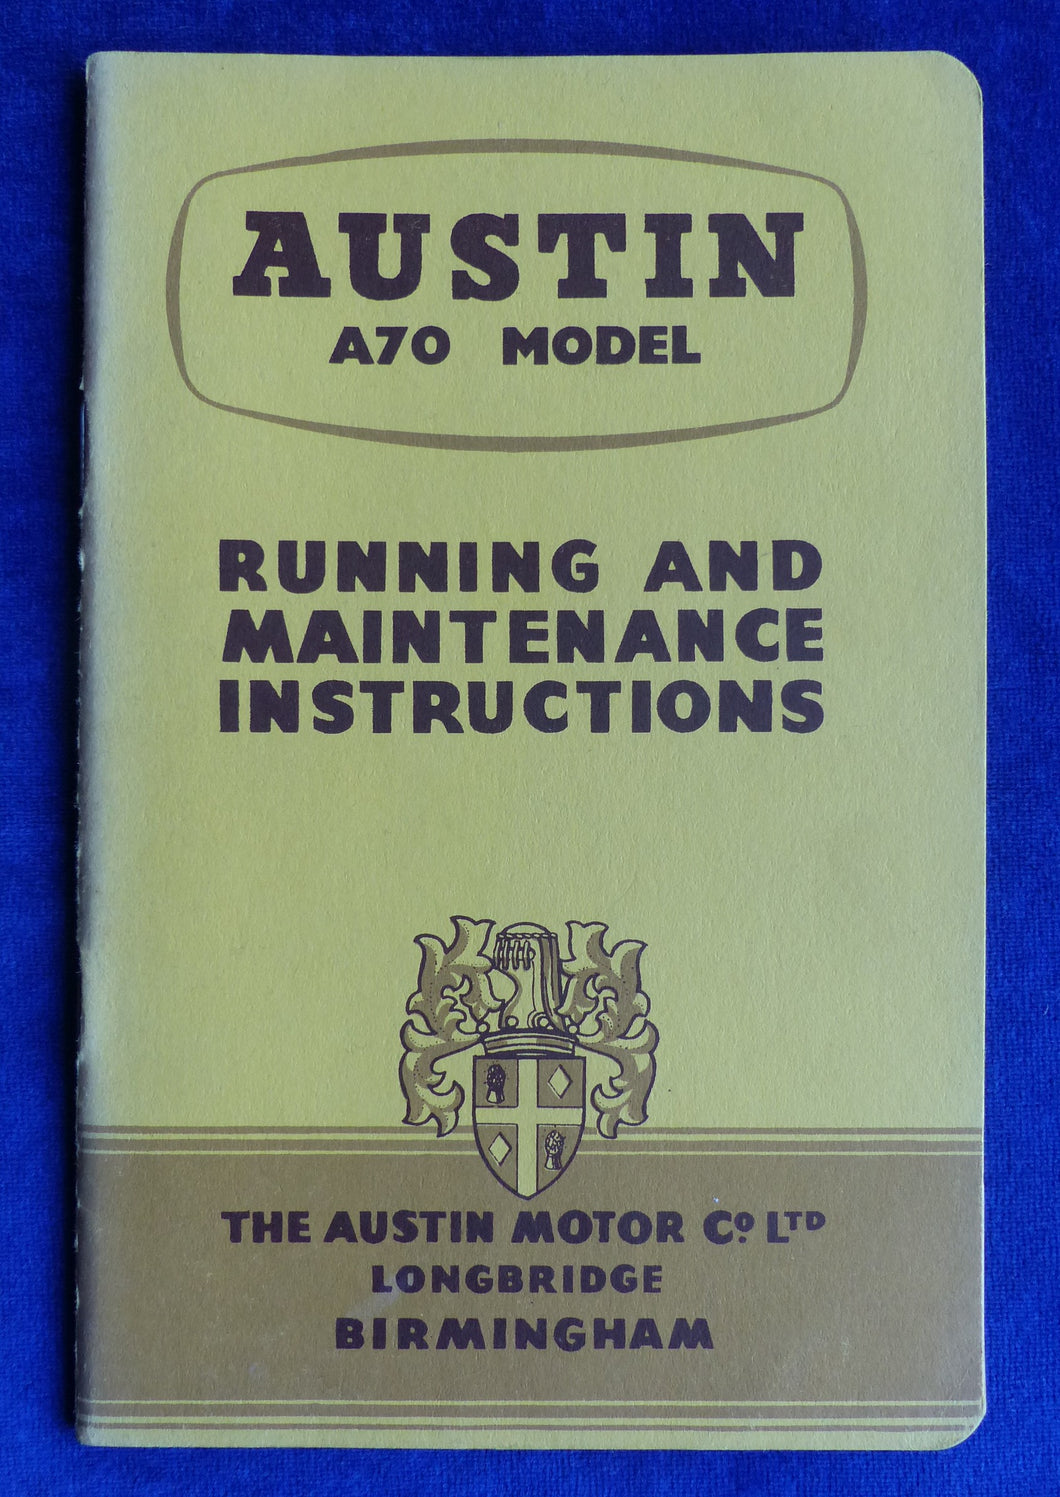 AUSTIN
A70 MODEL
RUNNING AND
MAINTENANCE
INSTRUCTIONS
THE AUSTIN MOTOR Co. LTD
LONGBRIDGE
BIRMINGHAM